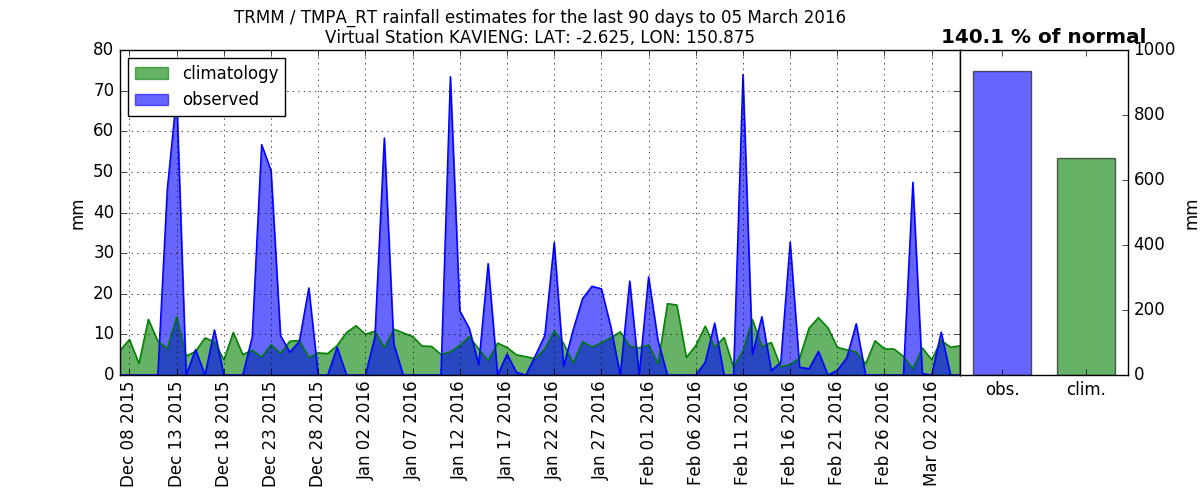 TRMM / TMPA_RT rainfall estimates for the last 90 days to 05 March 2016
Virtual Station KAVIENG: LAT: -2.625, LON: 150.875
140.1 % of normal
climatology
observed
80
70
60
50
40
30
20
10
0
mm
Dec 08 2015
Dec 13 2015
Dec 18 2015
Dec 23 2015
Dec 28 2015
Jan 02 2016
Jan 07 2016
Jan 12 2016
Jan 17 2016
Jan 22 2016
Jan 27 2016
Feb 01 2016
Feb 06 2016
Feb 11 2016
Feb 16 2016
Feb 21 2016
Feb 26 2016
Mar 02 2016
1000
800
600
400
200
0
mm
obs.
clim.